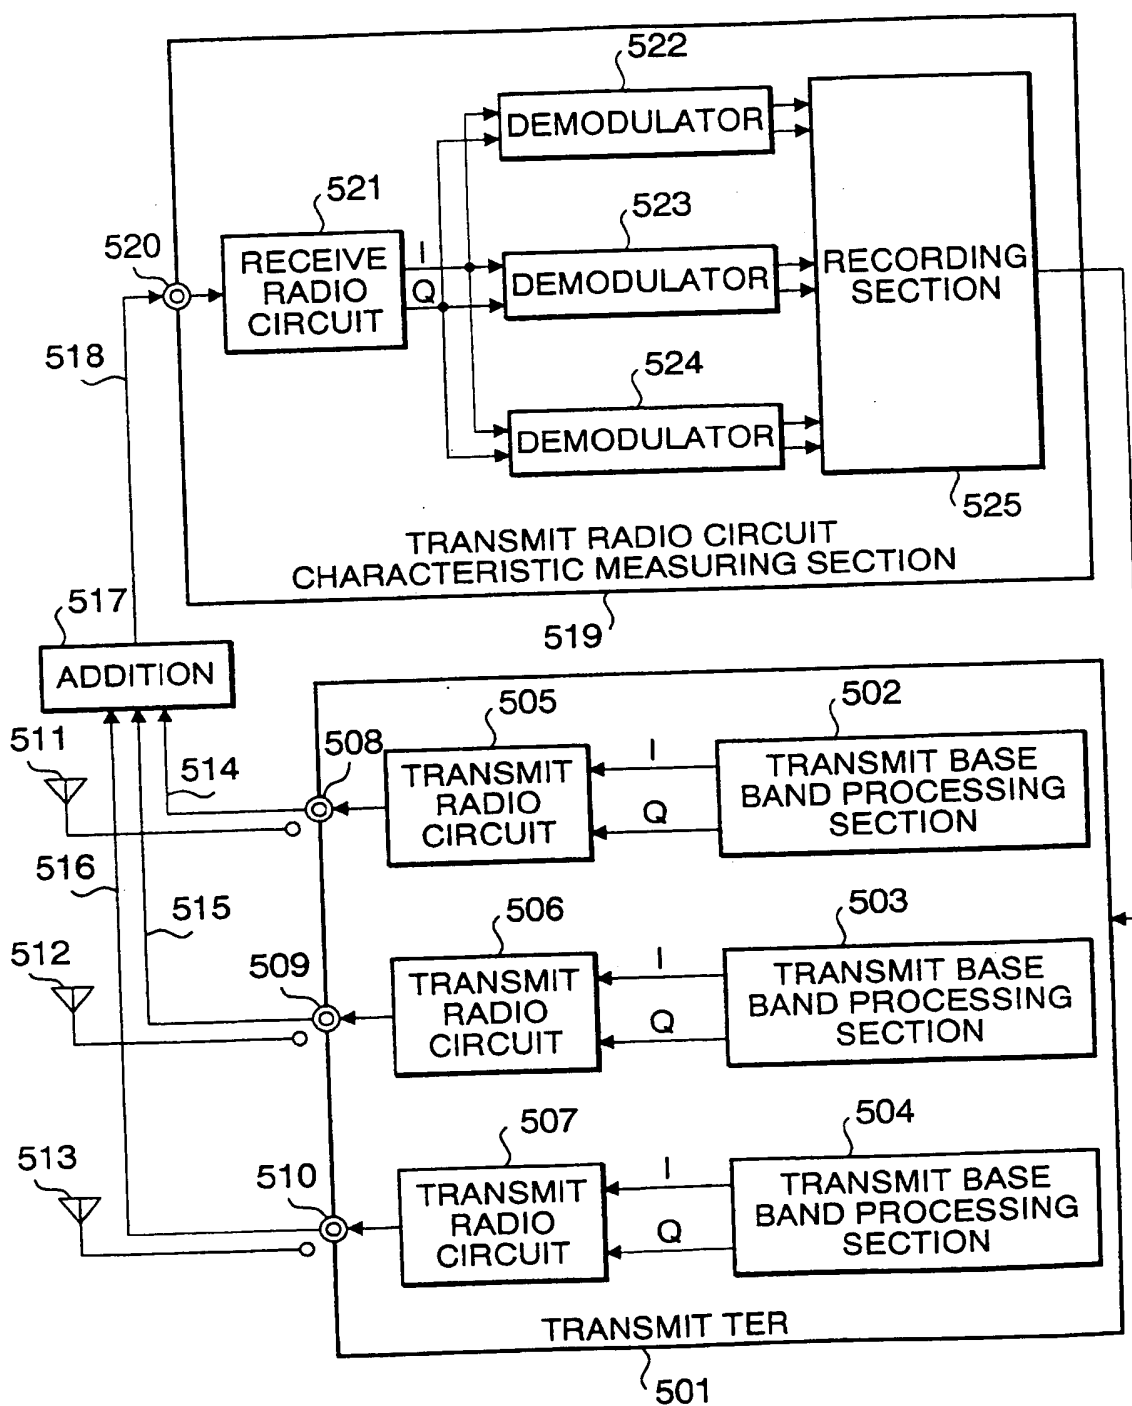 522
DEMODULATOR
521
523
520
RECEIVE
RADIO
CIRCUIT
I
Q
DEMODULATOR
RECORDING
SECTION
518
524
DEMODULATOR
525
TRANSMIT RADIO CIRCUIT
CHARACTERISTIC MEASURING SECTION
519
517
ADDITION
511
514
508
505
502
TRANSMIT
RADIO
CIRCUIT
I
Q
TRANSMIT BASE
BAND PROCESSING
SECTION
516
515
512
509
506
503
TRANSMIT
RADIO
CIRCUIT
I
Q
TRANSMIT BASE
BAND PROCESSING
SECTION
513
510
507
504
TRANSMIT
RADIO
CIRCUIT
I
Q
TRANSMIT BASE
BAND PROCESSING
SECTION
TRANSMIT TER
501